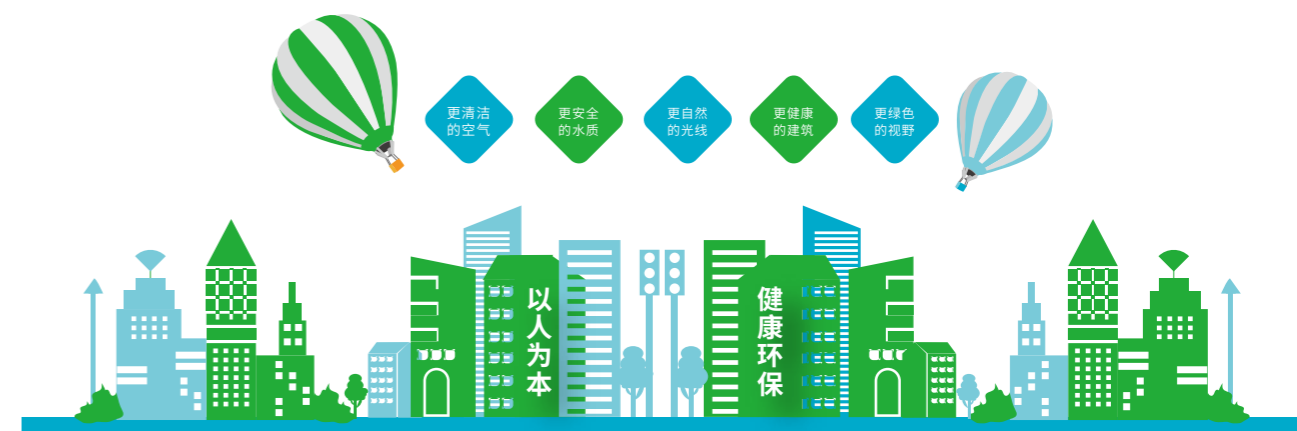 更清洁
的空气
更安全
的水质
更自然
的光线
更健康
的建筑
更绿色
的视野
以人为本
健康环保